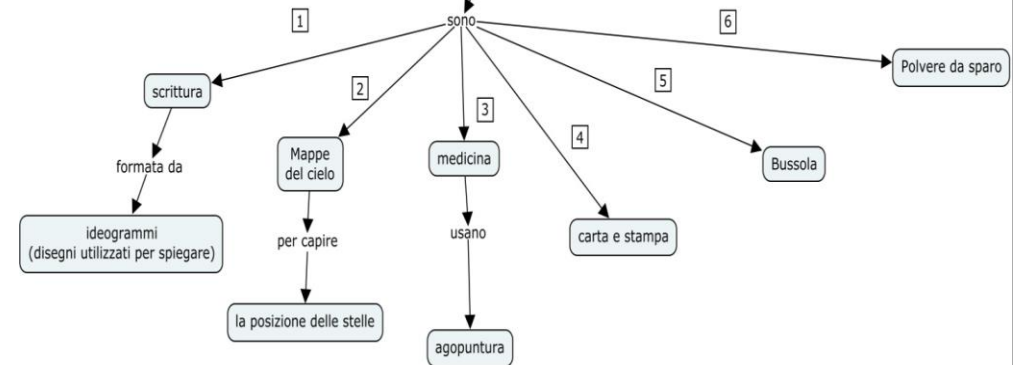 1
sono
6
Polvere da sparo
scrittura
2
5
3
4
formata da
Mappe
del cielo
medicina
Bussola
ideogrammi
(disegni utilizzati per spiegare)
per capire
usano
carta e stampa
la posizione delle stelle
agopuntura